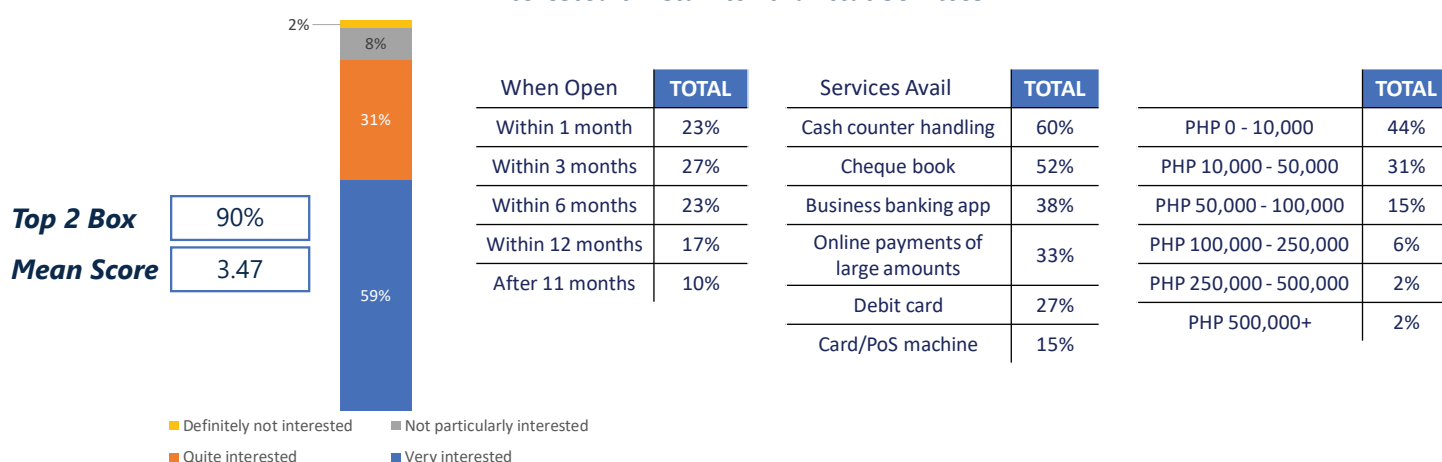 2%
8%
31%
59%
Top 2 Box 90%
Mean Score 3.47
When Open TOTAL
Within 1 month 23%
Within 3 months 27%
Within 6 months 23%
Within 12 months 17%
After 11 months 10%
Services Avail TOTAL
Cash counter handling 60%
Cheque book 52%
Business banking app 38%
Online payments of
large amounts 33%
Debit card 27%
Card/PoS machine 15%
TOTAL
PHP 0 - 10,000 44%
PHP 10,000 - 50,000 31%
PHP 50,000 - 100,000 15%
PHP 100,000 - 250,000 6%
PHP 250,000 - 500,000 2%
PHP 500,000+ 2%
Definitely not interested Not particularly interested
Quite interested Very interested